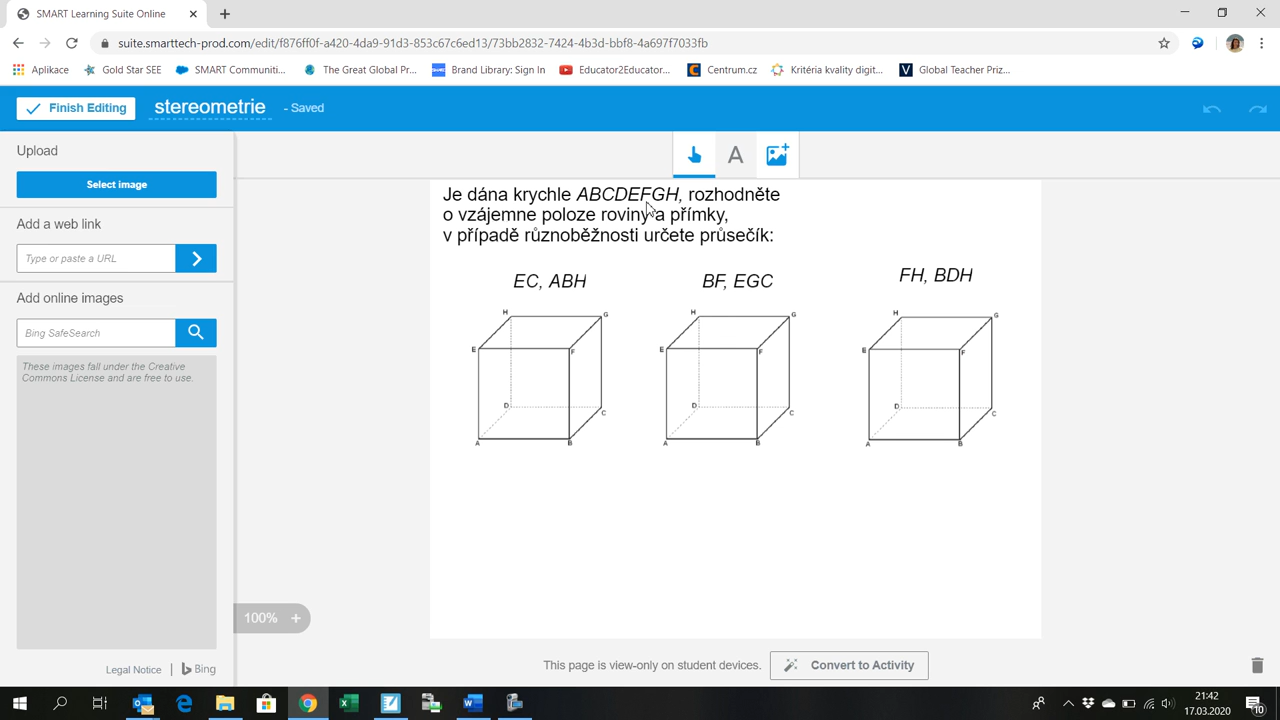 SMART Learning Suite Online
suite.smarttech-prod.com/edit/f876ff0f-a420-4da9-91d3-853c67c6ed13/73bb2832-7424-4b3d-bbf8-4a697f7033fb
Aplikace
Gold Star SEE
SMART Communiti...
The Great Global Pr...
Brand Library: Sign In
Educator2Educator...
Centrum.cz
Kritéria kvality digit...
Global Teacher Priz...
Finish Editing
stereometrie
- Saved
Upload
Select image
Add a web link
Type or paste a URL
Add online images
Bing SafeSearch
These images fall under the Creative
Commons License and are free to use.
Legal Notice
Bing
100% +
A
Je dána krychle ABCDEFGH, rozhodněte
o vzájemne poloze roviny a přímky,
v případě různoběžnosti určete průsečík:
EC, ABH
H G
E F
D C
A B
BF, EGC
H G
E F
D C
A B
FH, BDH
H G
E F
D C
A B
This page is view-only on student devices.
Convert to Activity
21:42
17.03.2020
10